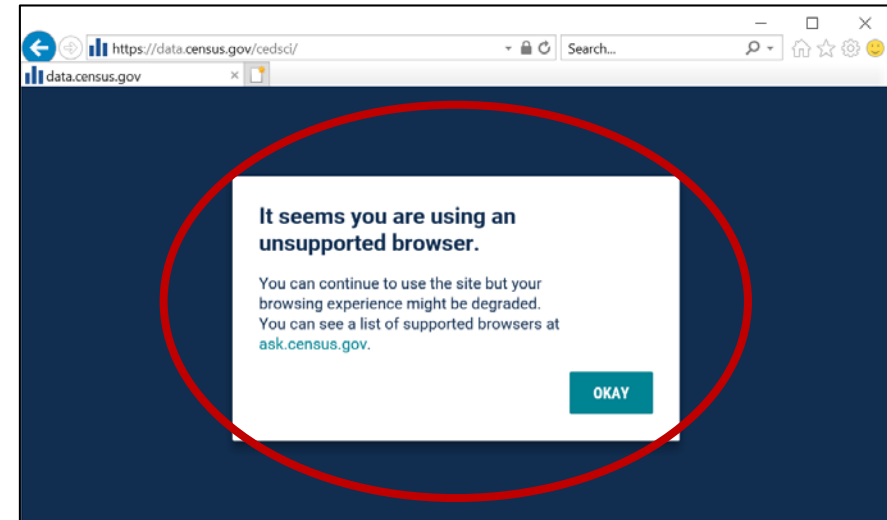 https://data.census.gov/cedsci/
Search...
data.census.gov
It seems you are using an
unsupported browser.
You can continue to use the site but your
browsing experience might be degraded.
You can see a list of supported browsers at
ask.census.gov.
OKAY